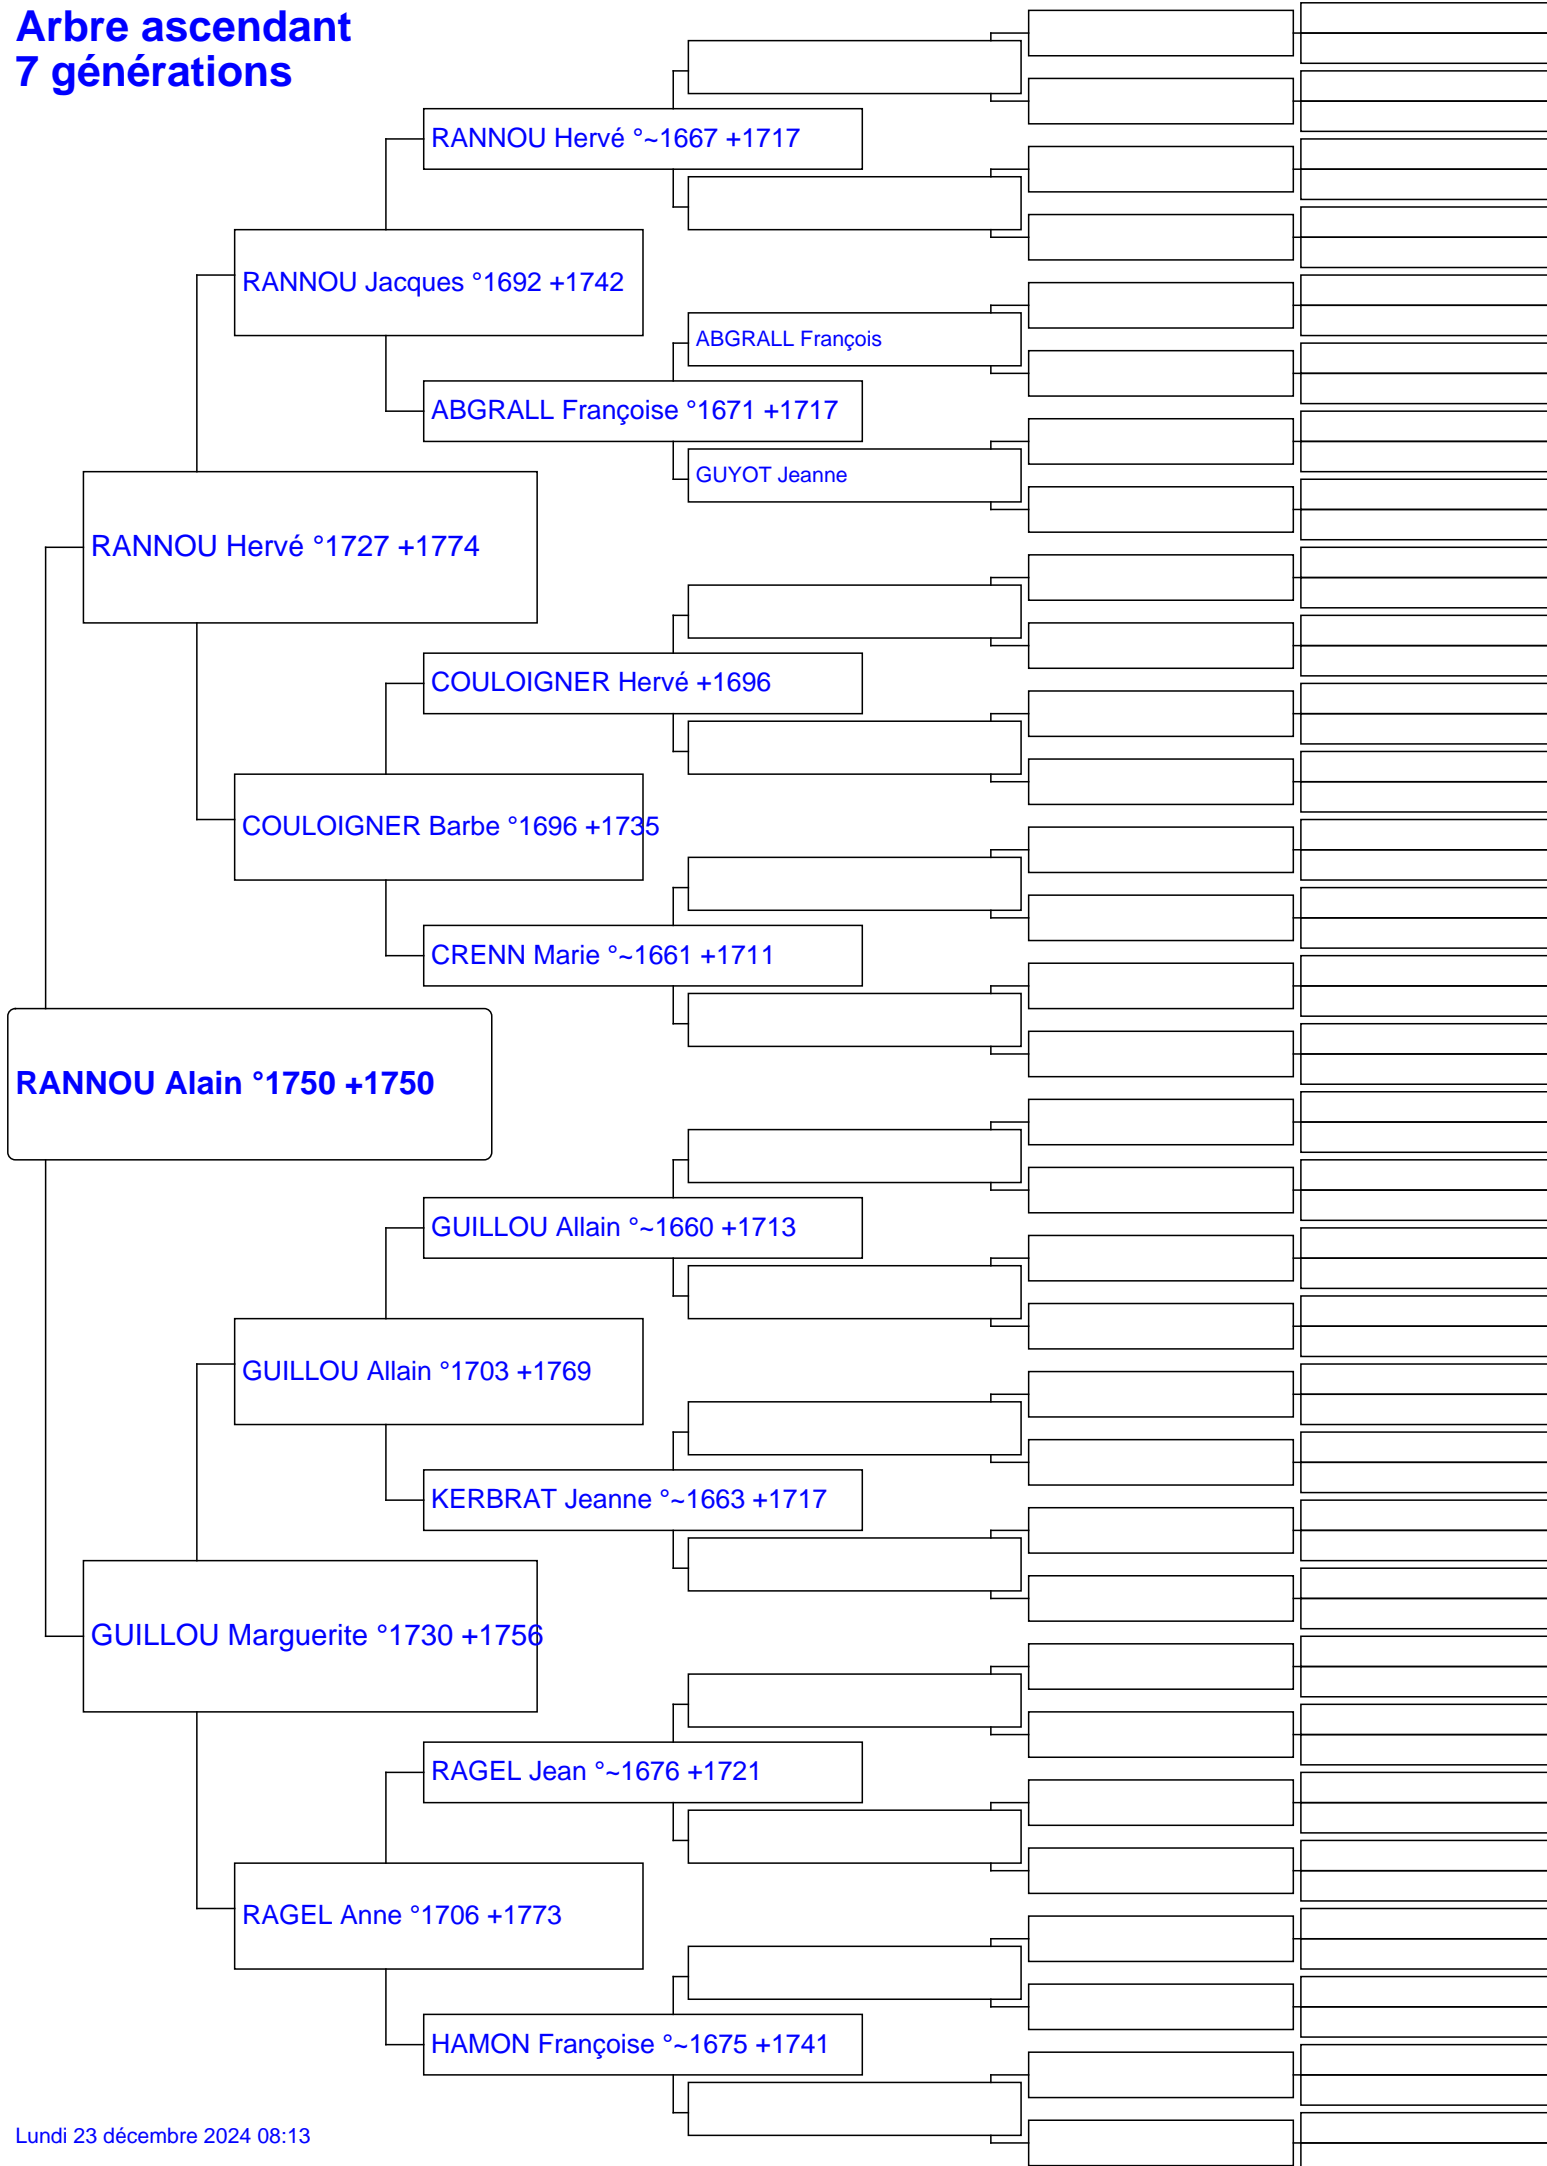 Arbre ascendant
7 générations
RANNOU Hervé °~1667 +1717
RANNOU Jacques °1692 +1742
ABGRALL François
ABGRALL Françoise °1671 +1717
GUYOT Jeanne
RANNOU Hervé °1727 +1774
COULOIGNER Hervé +1696
COULOIGNER Barbe °1696 +1735
CRENN Marie °~1661 +1711
RANNOU Alain °1750 +1750
GUILLOU Allain °~1660 +1713
GUILLOU Allain °1703 +1769
KERBRAT Jeanne °~1663 +1717
GUILLOU Marguerite °1730 +1756
RAGEL Jean °~1676 +1721
RAGEL Anne °1706 +1773
HAMON Françoise °~1675 +1741
Lundi 23 décembre 2024 08:13